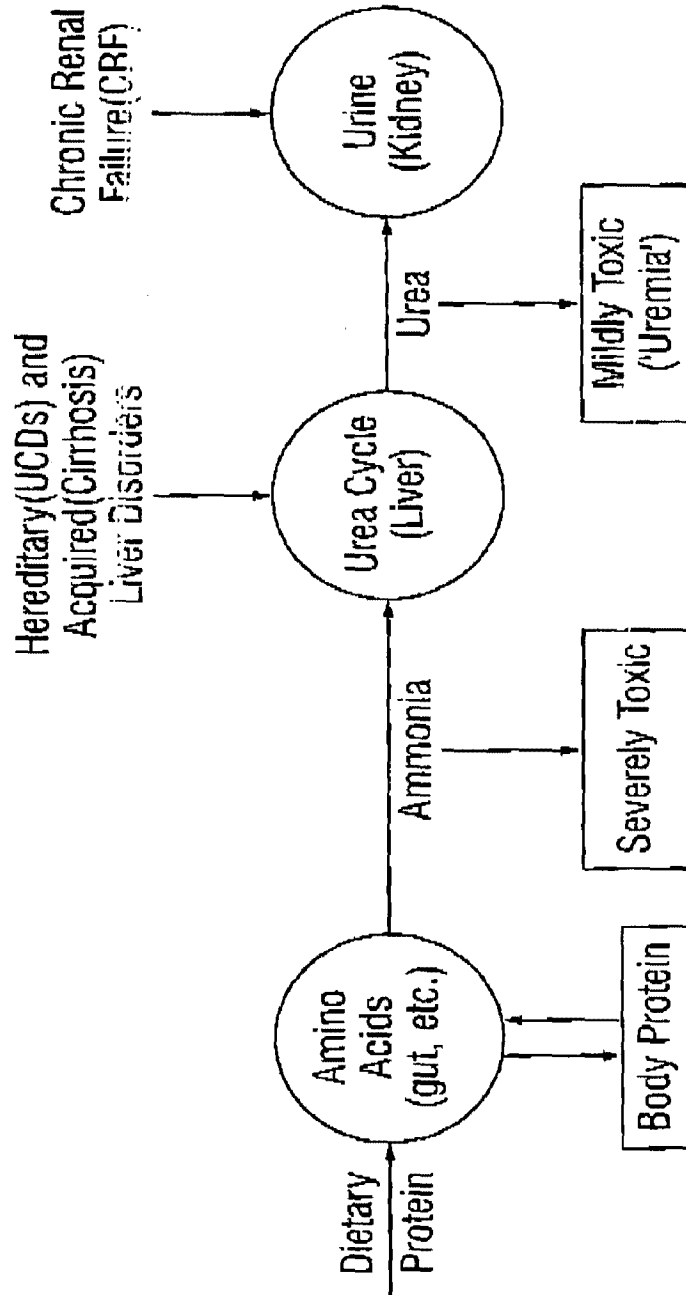 Hereditary(UCDs) and
Acquired(Cirrhosis)
Liver Disorders
Chronic Renal
Failure(CRF)
Dietary
Protein
Amino
Acids
(gut, etc.)
Ammonia
Urea Cycle
(Liver)
Urea
Urine
(Kidney)
Body Protein
Severely Toxic
Mildly Toxic
('Uremia')